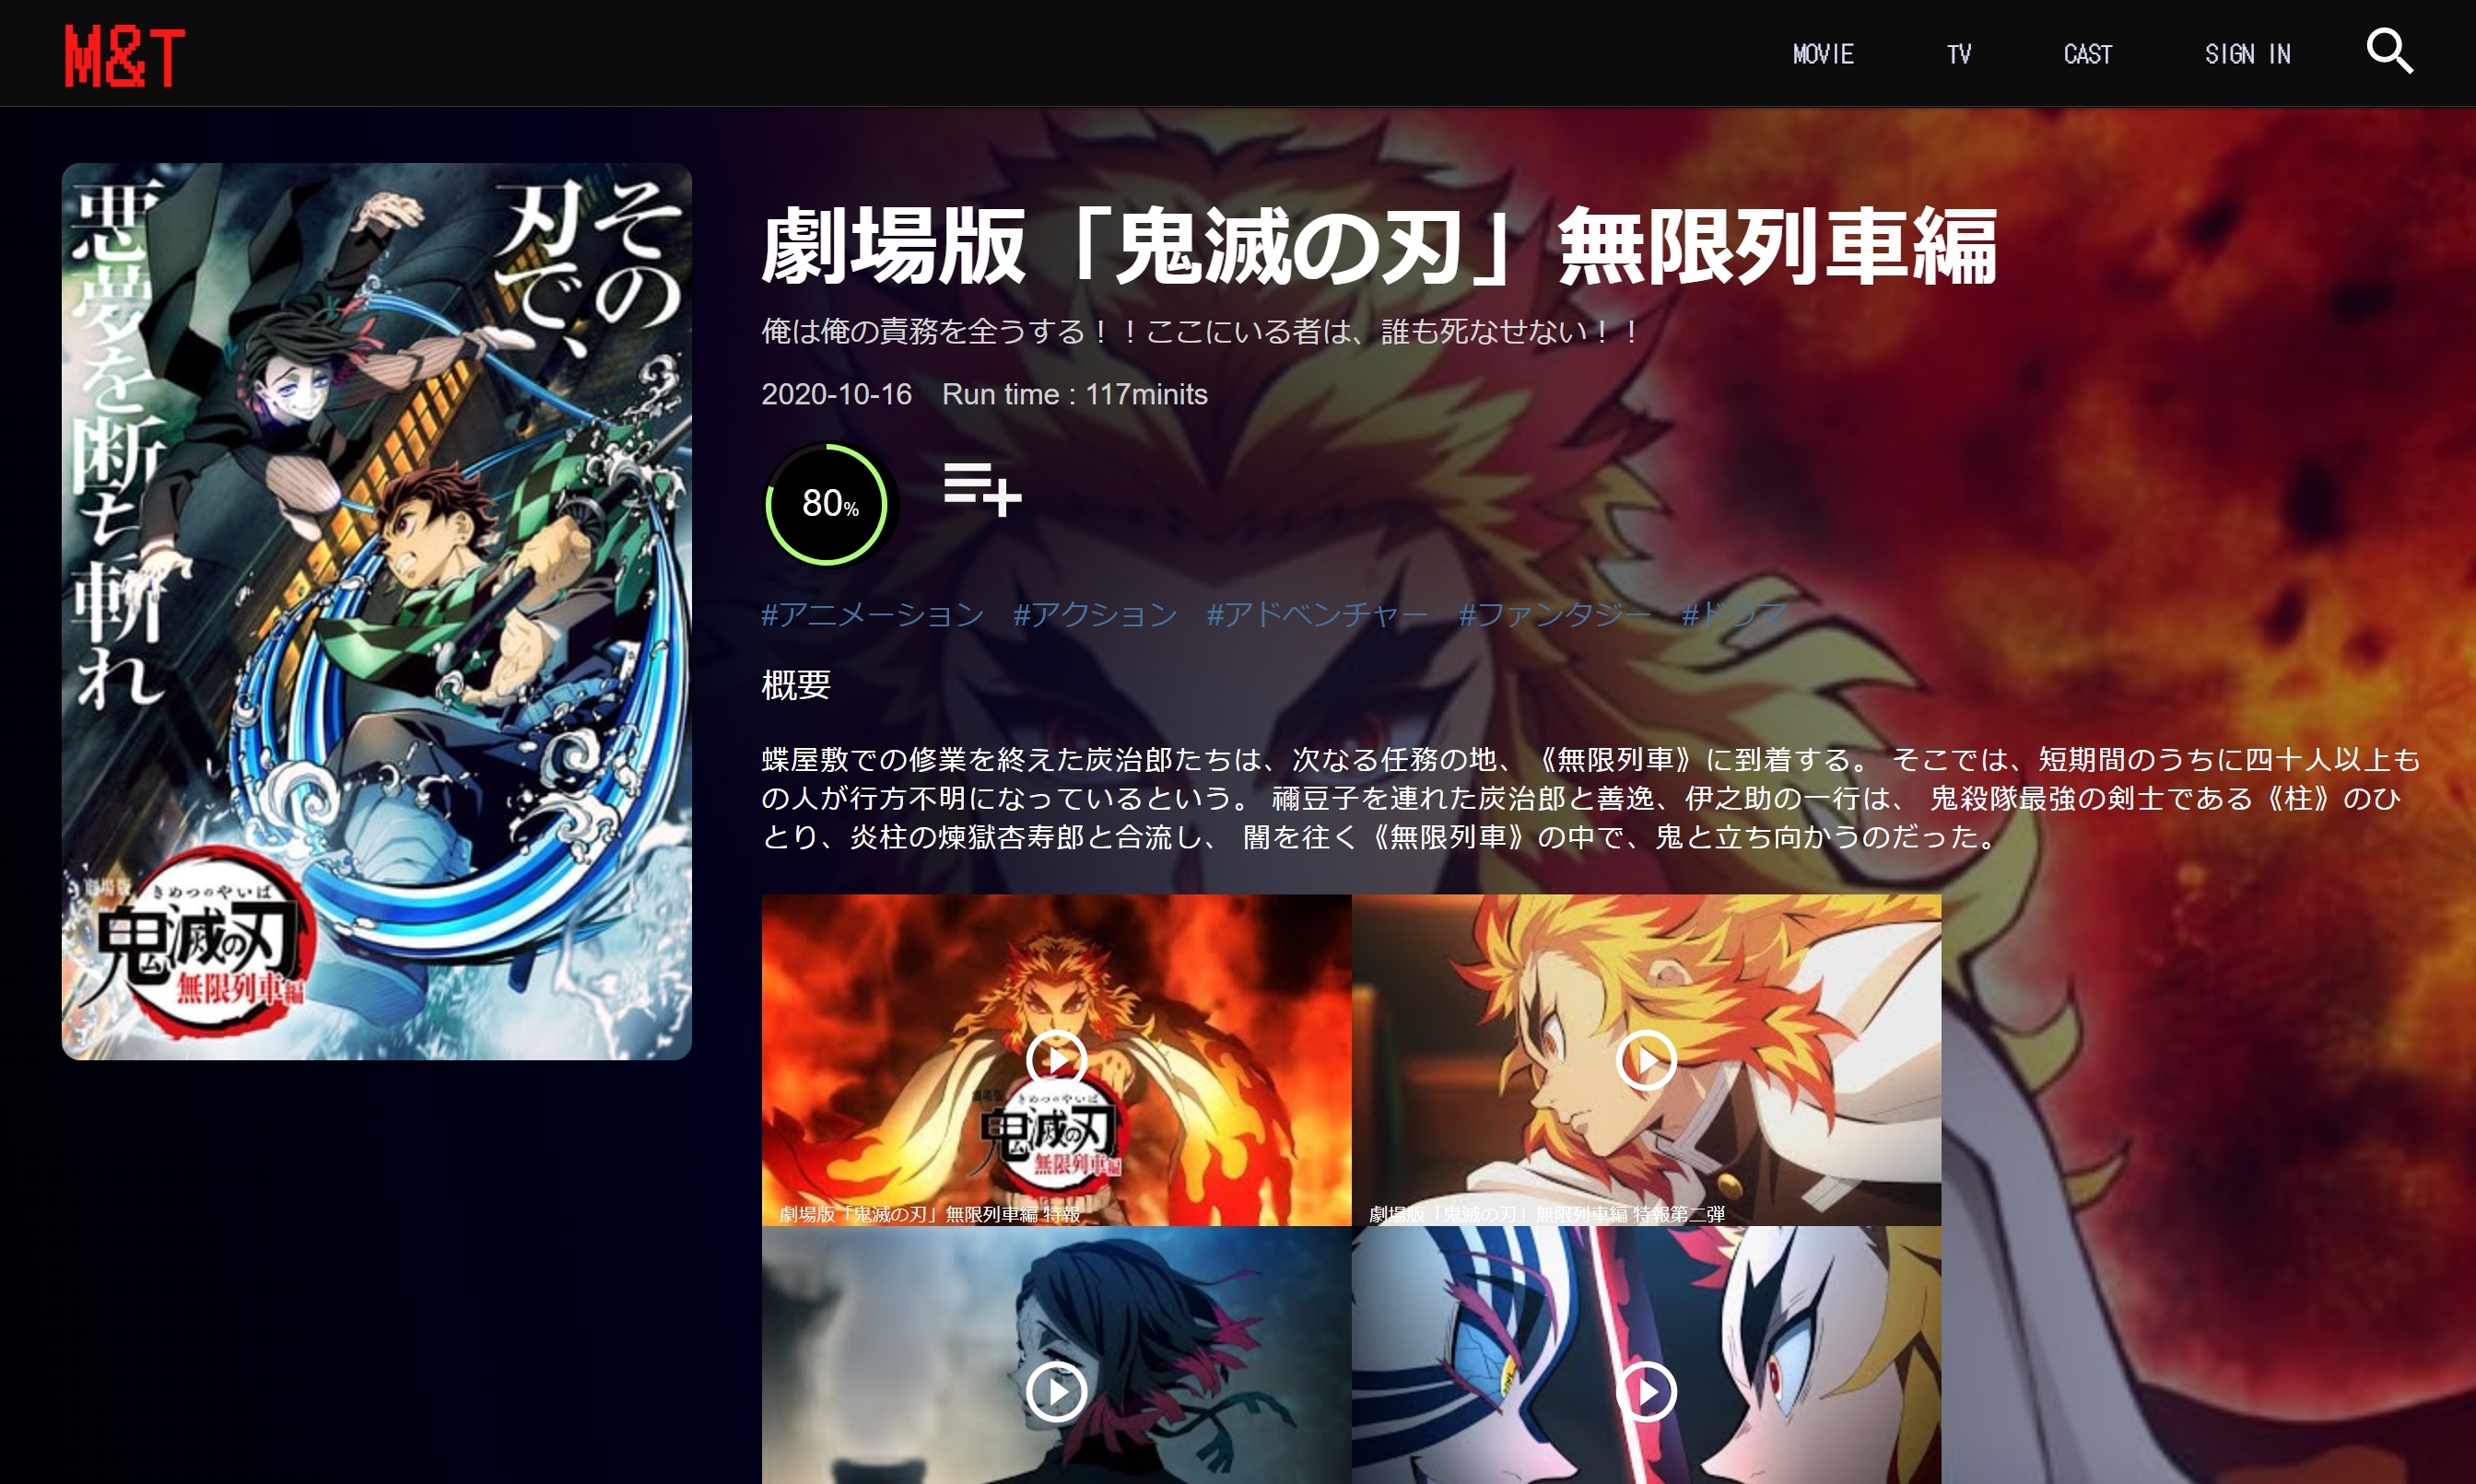 M&T
MOVIE TV CAST SIGN IN
その
刃で、
悪夢を断ち斬れ
劇場版
きめつのやいば
鬼滅の刃
無限列車編
劇場版「鬼滅の刃」無限列車編
俺は俺の責務を全うする！！ここにいる者は、誰も死なせない！！
2020-10-16 Run time : 117minits
80%
#アニメーション #アクション #アドベンチャー #ファンタジー #ドラマ
概要
蝶屋敷での修業を終えた炭治郎たちは、次なる任務の地、《無限列車》に到着する。 そこでは、短期間のうちに四十人以上も
の人が行方不明になっているという。 禰豆子を連れた炭治郎と善逸、伊之助の一行は、 鬼殺隊最強の剣士である《柱》のひ
とり、炎柱の煉獄杏寿郎と合流し、 闇を往く《無限列車》の中で、鬼と立ち向かうのだった。
劇場版
きめつのやいば
鬼滅の刃
無限列車編
劇場版「鬼滅の刃」無限列車編 特報
劇場版「鬼滅の刃」無限列車編 特報第二弾